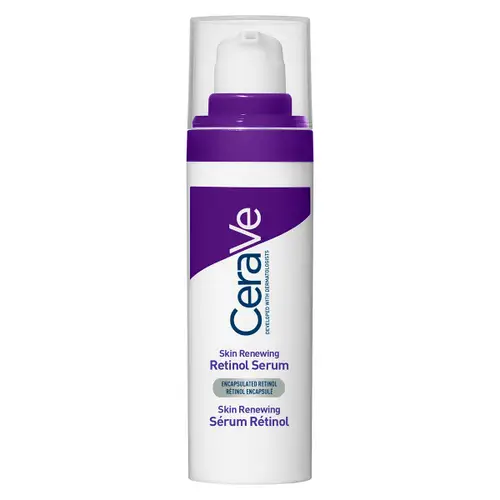 CeraVe
DEVELOPED WITH DERMATOLOGISTS
Skin Renewing
Retinol Serum
ENCAPSULATED RETINOL
RÉTINOL ENCAPSULÉ
Skin Renewing
Sérum Rétinol